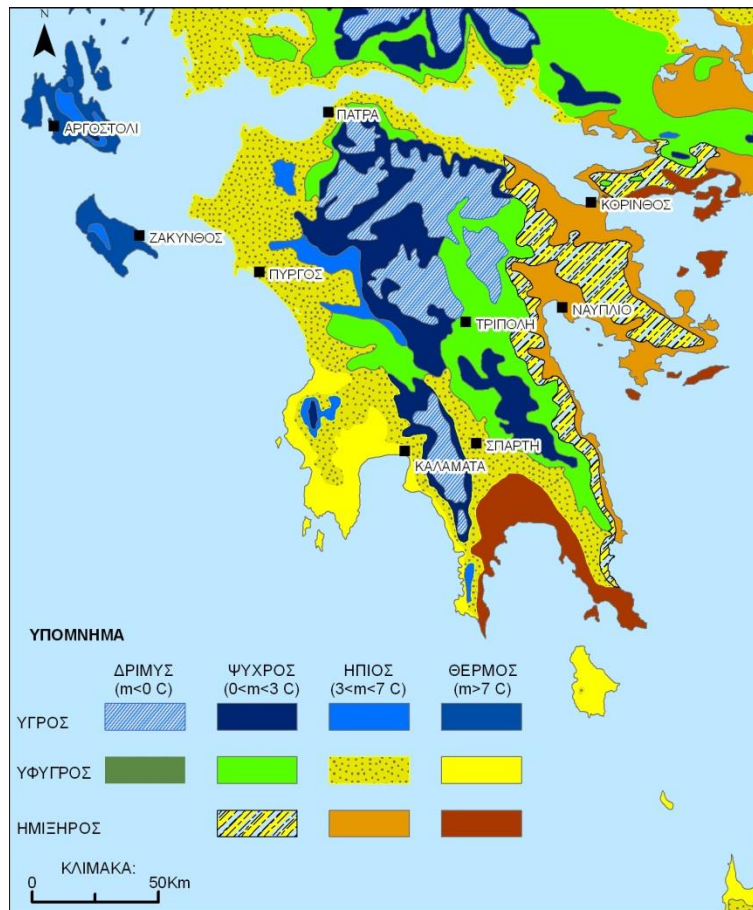 N
ΑΡΓΟΣΤΟΛΙ
ΠΑΤΡΑ
ΚΟΡΙΝΘΟΣ
ΖΑΚΥΝΘΟΣ
ΠΥΡΓΟΣ
ΝΑΥΠΛΙΟ
ΤΡΙΠΟΛΗ
ΣΠΑΡΤΗ
ΚΑΛΑΜΑΤΑ
ΥΠΟΜΝΗΜΑ
ΔΡΙΜΥΣ ΨΥΧΡΟΣ ΗΠΙΟΣ ΘΕΡΜΟΣ
(m<0 C) (0<m<3 C) (3<m<7 C) (m>7 C)
ΥΓΡΟΣ
ΥΦΥΓΡΟΣ
ΗΜΙΞΗΡΟΣ
ΚΛΙΜΑΚΑ:
0 50Km